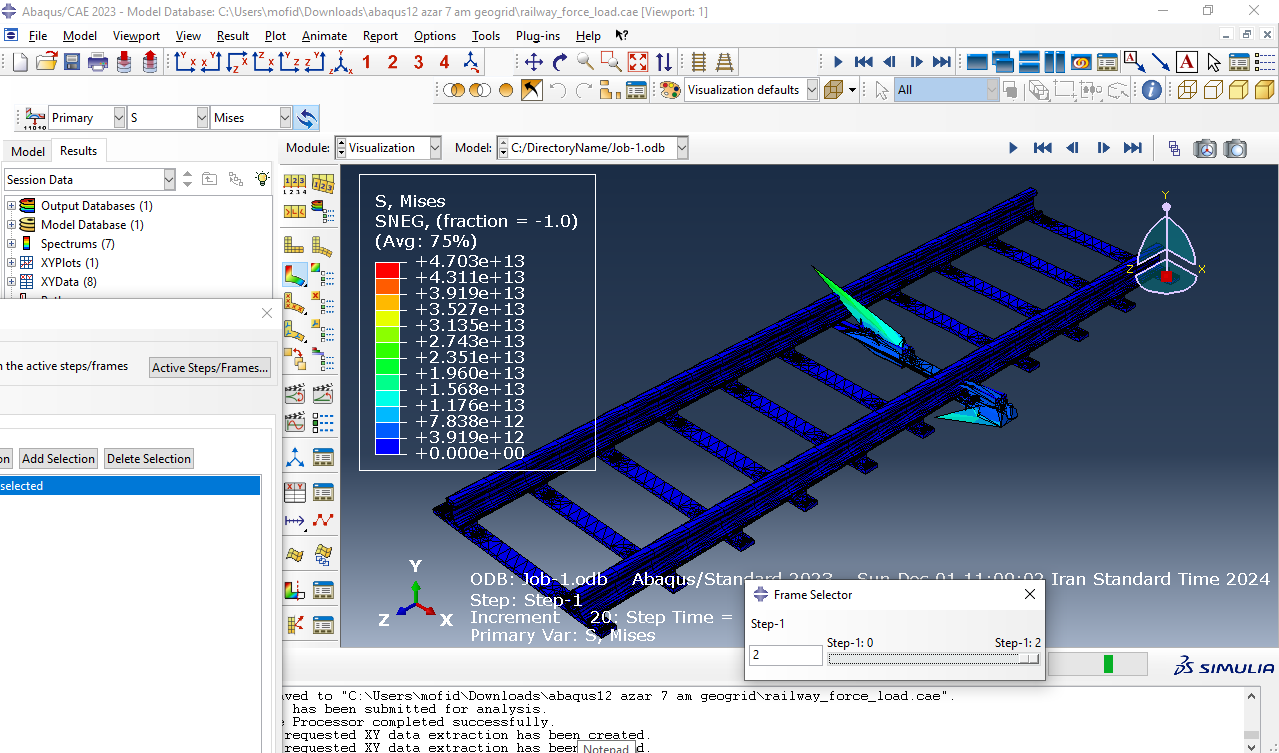 Abaqus/CAE 2023 - Model Database: C:\Users\mofid\Downloads\abaqus12 azar 7 am geogrid\railway_force_load.cae [Viewport: 1]
File Model Viewport View Result Plot Animate Report Options Tools Plug-ins Help
1 2 3 4
Visualization defaults All
Primary S Mises
Model Results Module: Visualization Model: C:/DirectoryName/Job-1.odb
Session Data
Output Databases (1)
Model Database (1)
Spectrums (7)
XYPlots (1)
XYData (8)
the active steps/frames Active Steps/Frames...
Add Selection Delete Selection
selected
S, Mises
SNEG, (fraction = -1.0)
(Avg: 75%)
+4.703e+13
+4.311e+13
+3.919e+13
+3.527e+13
+3.135e+13
+2.743e+13
+2.351e+13
+1.960e+13
+1.568e+13
+1.176e+13
+7.838e+12
+3.919e+12
+0.000e+00
Y
Z X
Y
Z X
ODB: Job-1.odb Abaqus/Standard 2023 Sun Dec 01 11:09:02 Iran Standard Time 2024
Step: Step-1
Increment 20: Step Time =
Primary Var: S, Mises
Frame Selector
Step-1
Step-1: 0 Step-1: 2
2
SIMULIA
ved to "C:\Users\mofid\Downloads\abaqus12 azar 7 am geogrid\railway_force_load.cae".
has been submitted for analysis.
Processor completed successfully.
requested XY data extraction has been created.
requested XY data extraction has been
Notepad